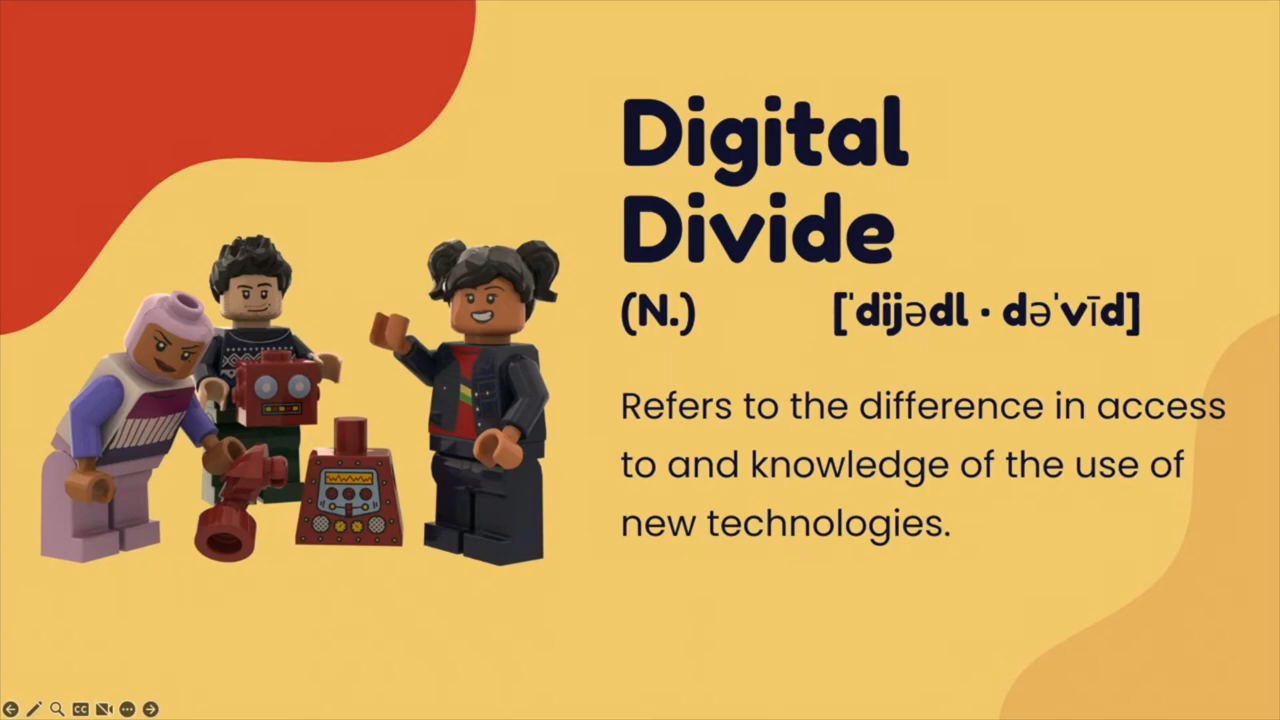 Digital
Divide
(N.) [ˈdijədl · dəˈvīd]
Refers to the difference in access
to and knowledge of the use of
new technologies.
CC